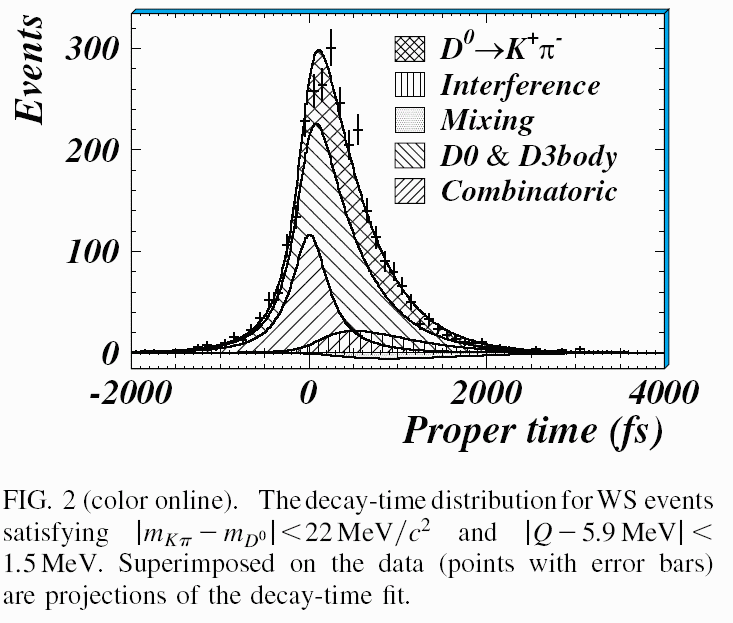 Events
300
200
100
0
D⁰→K⁺π⁻
Interference
Mixing
D0 & D3body
Combinatoric
-2000 0 2000 4000
Proper time (fs)
FIG. 2 (color online). The decay-time distribution for WS events
satisfying |m_{Kπ} − m_{D⁰}| < 22 MeV/c² and |Q − 5.9 MeV| <
1.5 MeV. Superimposed on the data (points with error bars)
are projections of the decay-time fit.